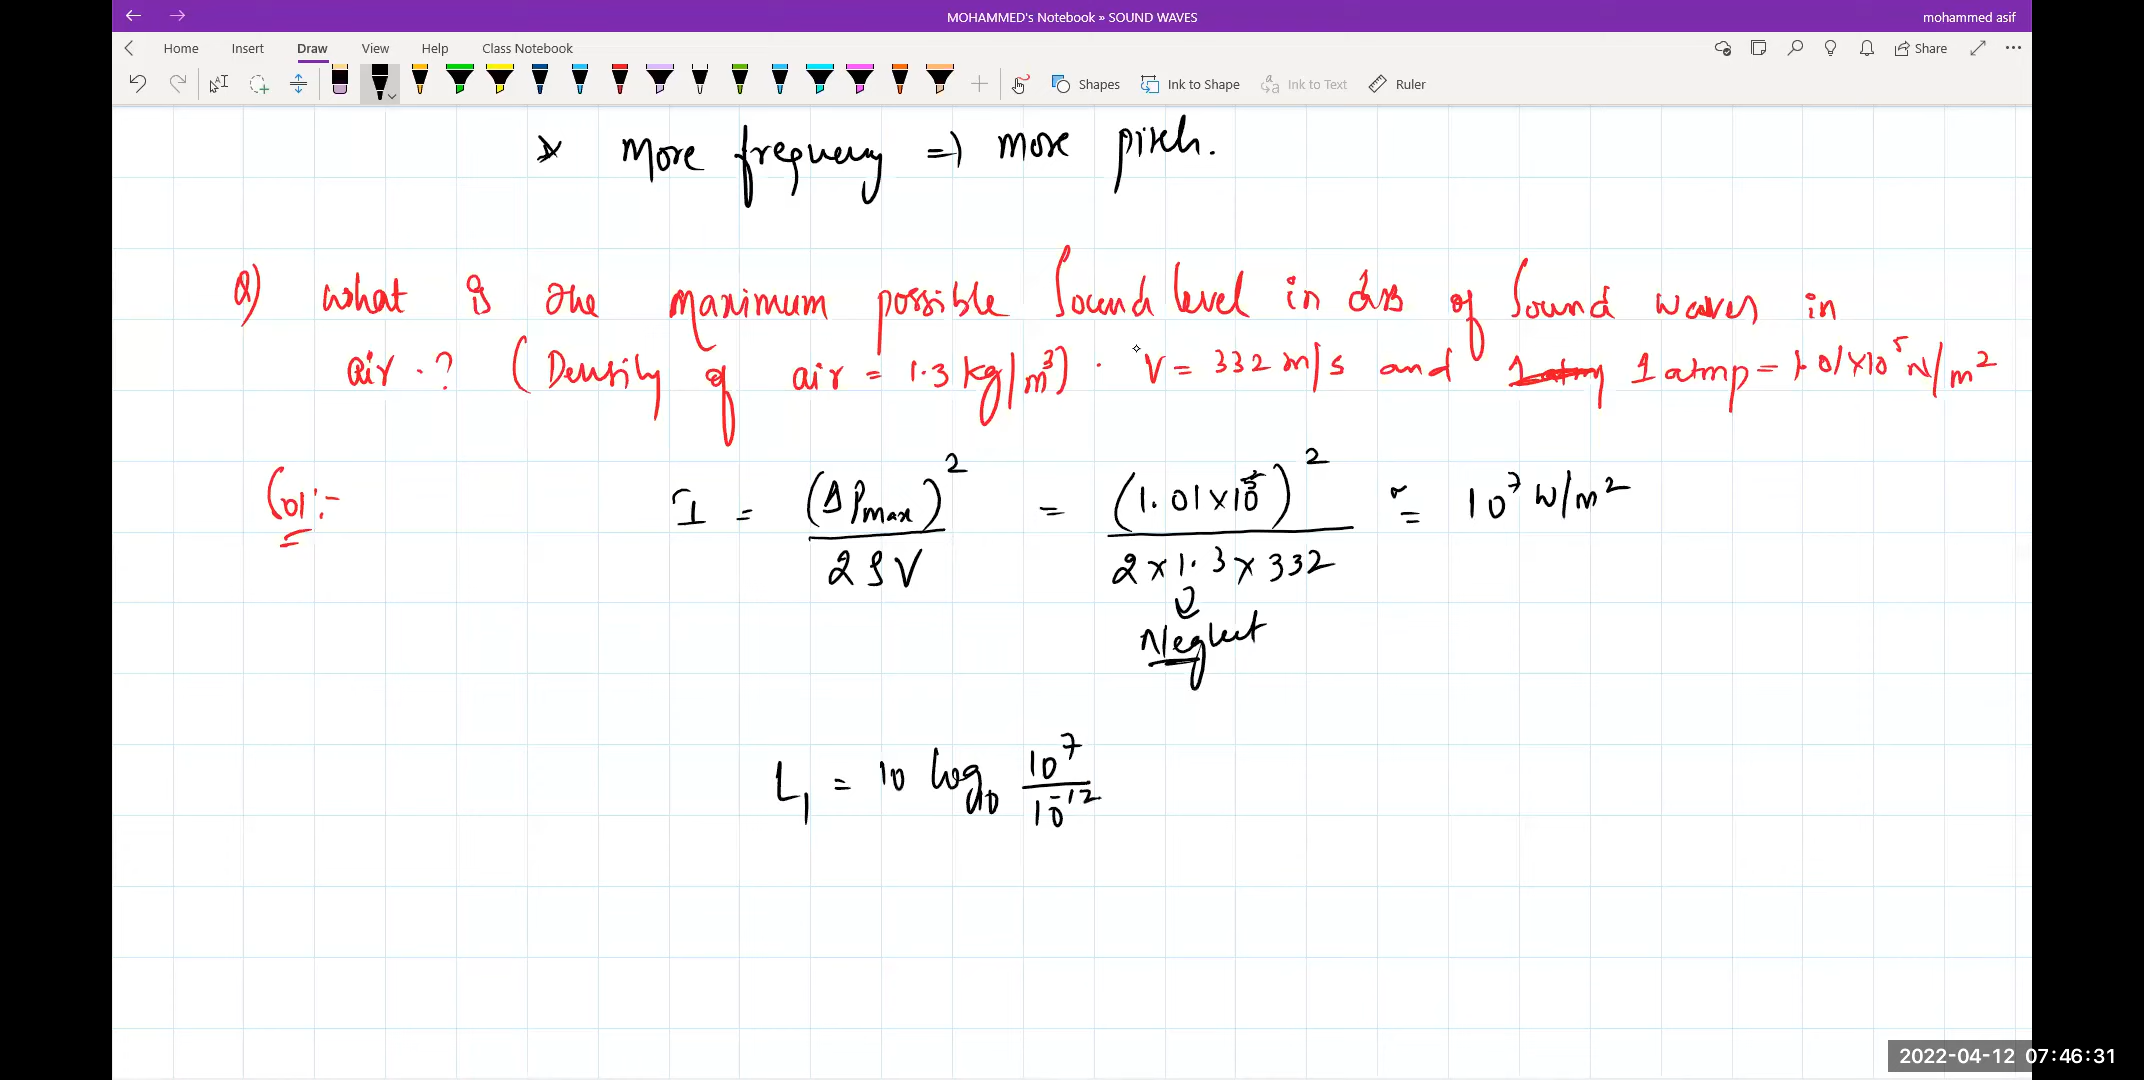 MOHAMMED's Notebook » SOUND WAVES
mohammed asif
Home Insert Draw View Help Class Notebook
Share
Shapes Ink to Shape Ink to Text Ruler
* More frequency => more pitch.
Q) What is the maximum possible Sound level in dB of Sound waves in
air.? (Density of air = 1.3 kg/m³). V = 332 m/s and 1 atmp = 1.01×10⁵ N/m²
Sol:-
I = (ΔPmax)² / 2ρV = (1.01×10⁵)² / 2×1.3×332 ≃ 10⁷ W/m²
Neglect
L₁ = 10 log₁₀ 10⁷ / 10⁻¹²
2022-04-12 07:46:31